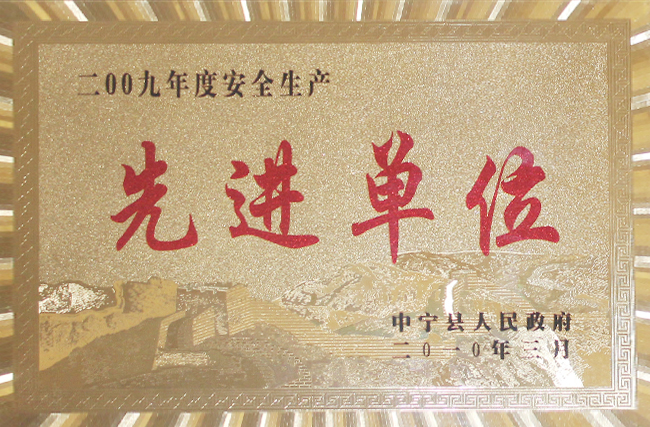 二00九年度安全生产
先进单位
中宁县人民政府
二0一0年三月